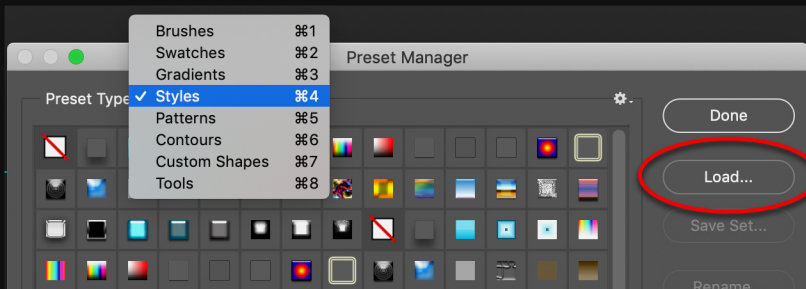 Brushes ⌘1
Swatches ⌘2
Gradients ⌘3
✓ Styles ⌘4
Patterns ⌘5
Contours ⌘6
Custom Shapes ⌘7
Tools ⌘8
Preset Manager
Preset Type
Done
Load...
Save Set...
Rename...